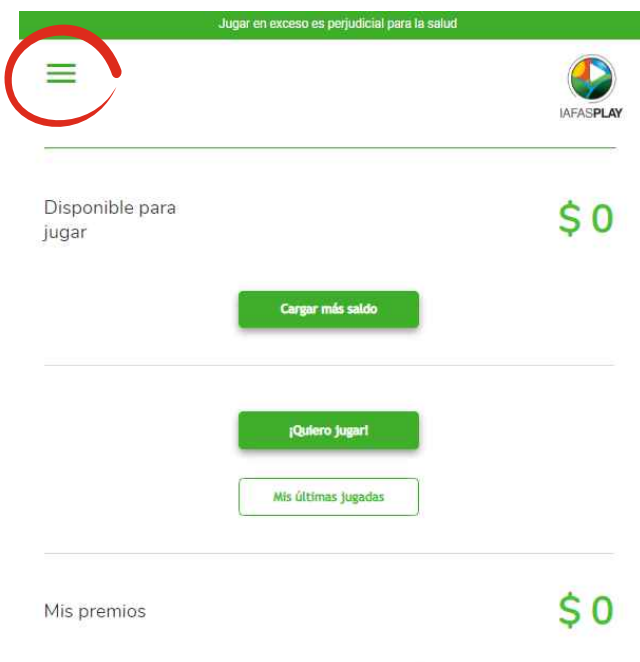 Jugar en exceso es perjudicial para la salud
IAFASPLAY
Disponible para
jugar
$ 0
Cargar más saldo
¡Quiero jugar!
Mis últimas jugadas
Mis premios
$ 0